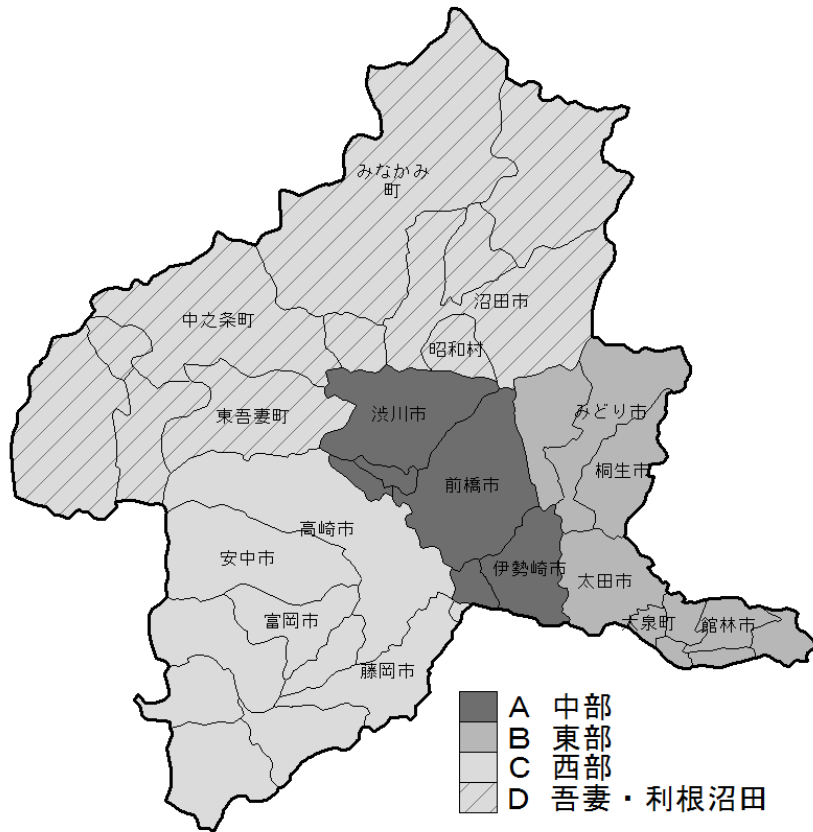 みなかみ
町
沼田市
中之条町
昭和村
東吾妻町
渋川市
みどり市
桐生市
前橋市
高崎市
安中市
伊勢崎市
太田市
富岡市
大泉町
館林市
藤岡市
A 中部
B 東部
C 西部
D 吾妻・利根沼田